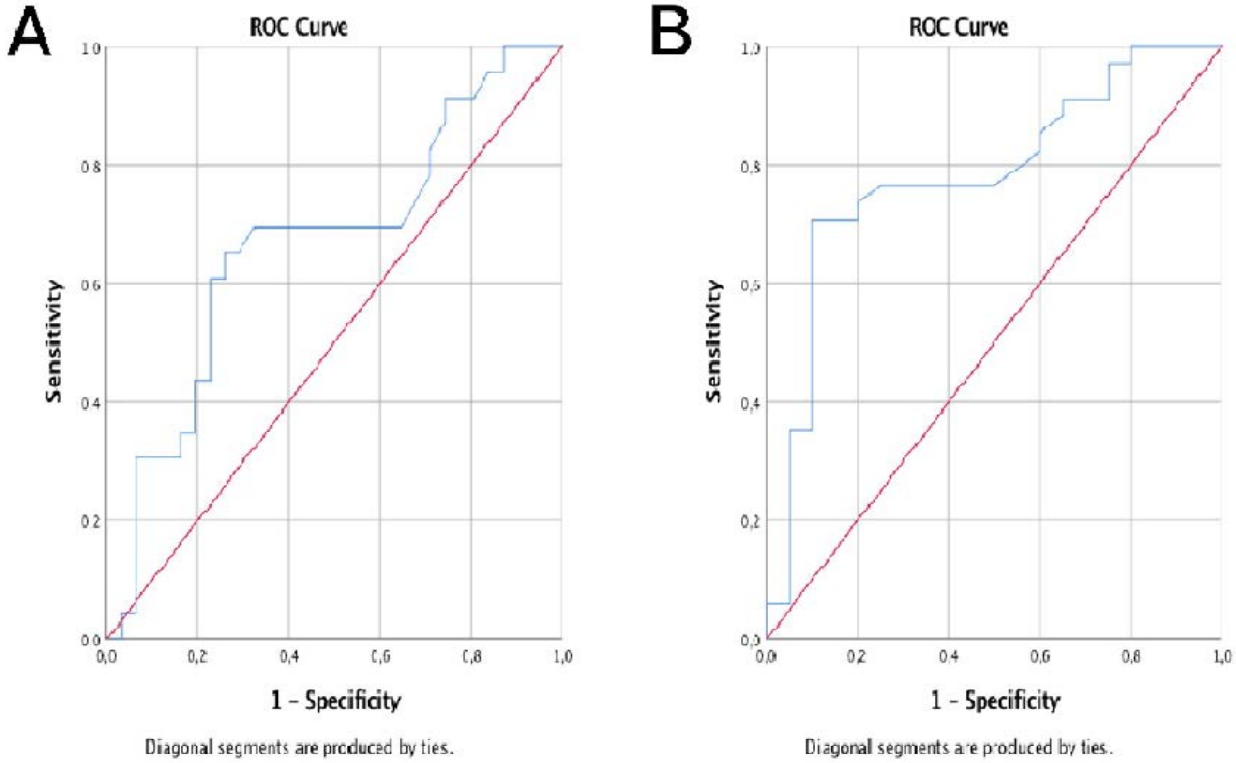 A
ROC Curve
1 0
0 8
0 6
0 4
0 2
0 0
0,0 0,2 0,4 0,6 0,8 1,0
Sensitivity
1 – Specificity
Diagonal segments are produced by ties.
B
ROC Curve
1,0
0,8
0,6
0,4
0,2
0,0
0,0 0,2 0,4 0,6 0,8 1,0
Sensitivity
1 – Specificity
Diagonal segments are produced by ties.